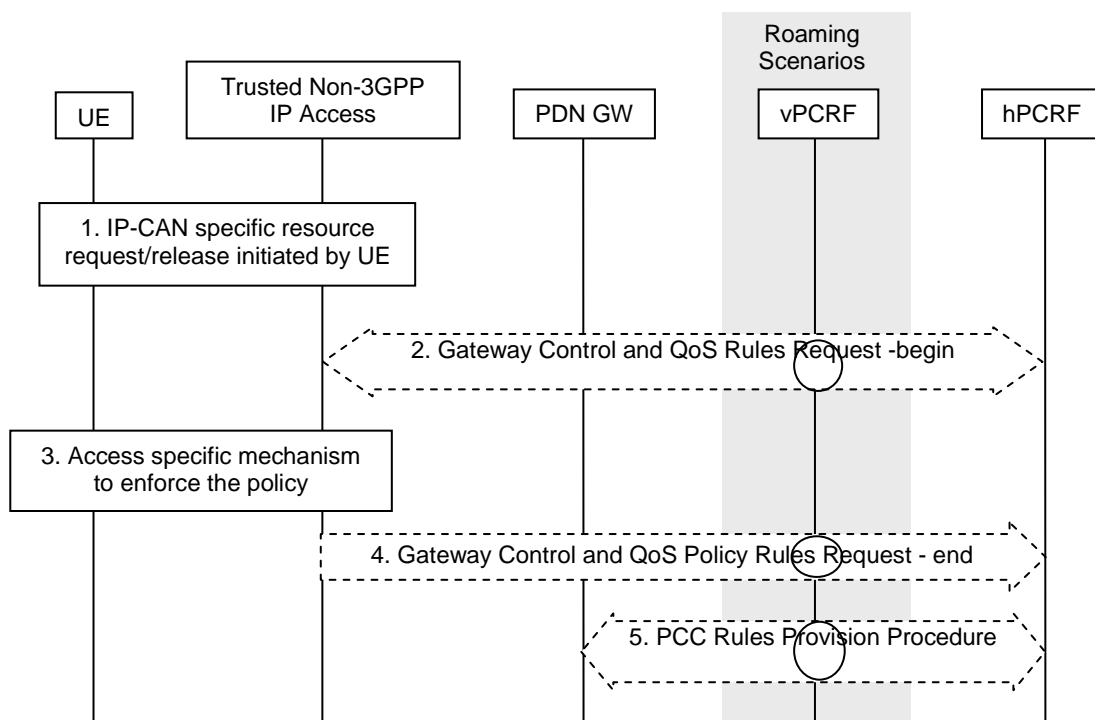 Roaming
Scenarios
UE
Trusted Non-3GPP
IP Access
PDN GW
vPCRF
hPCRF
1. IP-CAN specific resource
request/release initiated by UE
2. Gateway Control and QoS Rules Request -begin
3. Access specific mechanism
to enforce the policy
4. Gateway Control and QoS Policy Rules Request - end
5. PCC Rules Provision Procedure